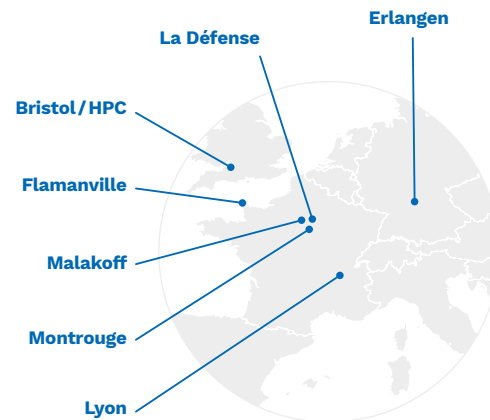 Erlangen
La Défense
Bristol/HPC
Flamanville
Malakoff
Montrouge
Lyon